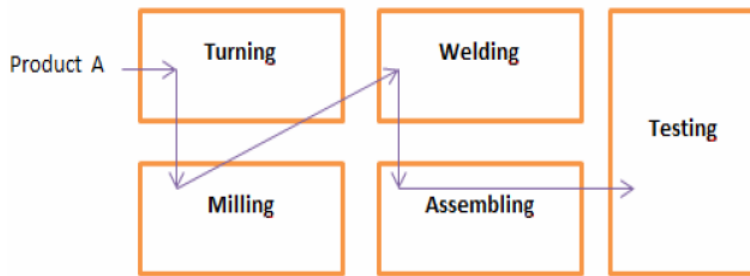 Turning
Welding
Product A
Testing
Milling
Assembling